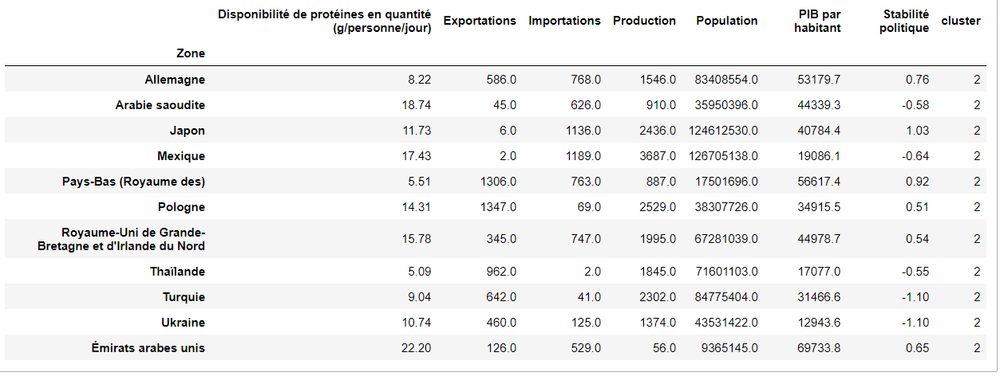 Disponibilité de protéines en quantité (g/personne/jour) Exportations Importations Production Population PIB par habitant Stabilité politique cluster
Zone
Allemagne 8.22 586.0 768.0 1546.0 83408554.0 53179.7 0.76 2
Arabie saoudite 18.74 45.0 626.0 910.0 35950396.0 44339.3 -0.58 2
Japon 11.73 6.0 1136.0 2436.0 124612530.0 40784.4 1.03 2
Mexique 17.43 2.0 1189.0 3687.0 126705138.0 19086.1 -0.64 2
Pays-Bas (Royaume des) 5.51 1306.0 763.0 887.0 17501696.0 56617.4 0.92 2
Pologne 14.31 1347.0 69.0 2529.0 38307726.0 34915.5 0.51 2
Royaume-Uni de Grande-
Bretagne et d'Irlande du Nord 15.78 345.0 747.0 1995.0 67281039.0 44978.7 0.54 2
Thaïlande 5.09 962.0 2.0 1845.0 71601103.0 17077.0 -0.55 2
Turquie 9.04 642.0 41.0 2302.0 84775404.0 31466.6 -1.10 2
Ukraine 10.74 460.0 125.0 1374.0 43531422.0 12943.6 -1.10 2
Émirats arabes unis 22.20 126.0 529.0 56.0 9365145.0 69733.8 0.65 2